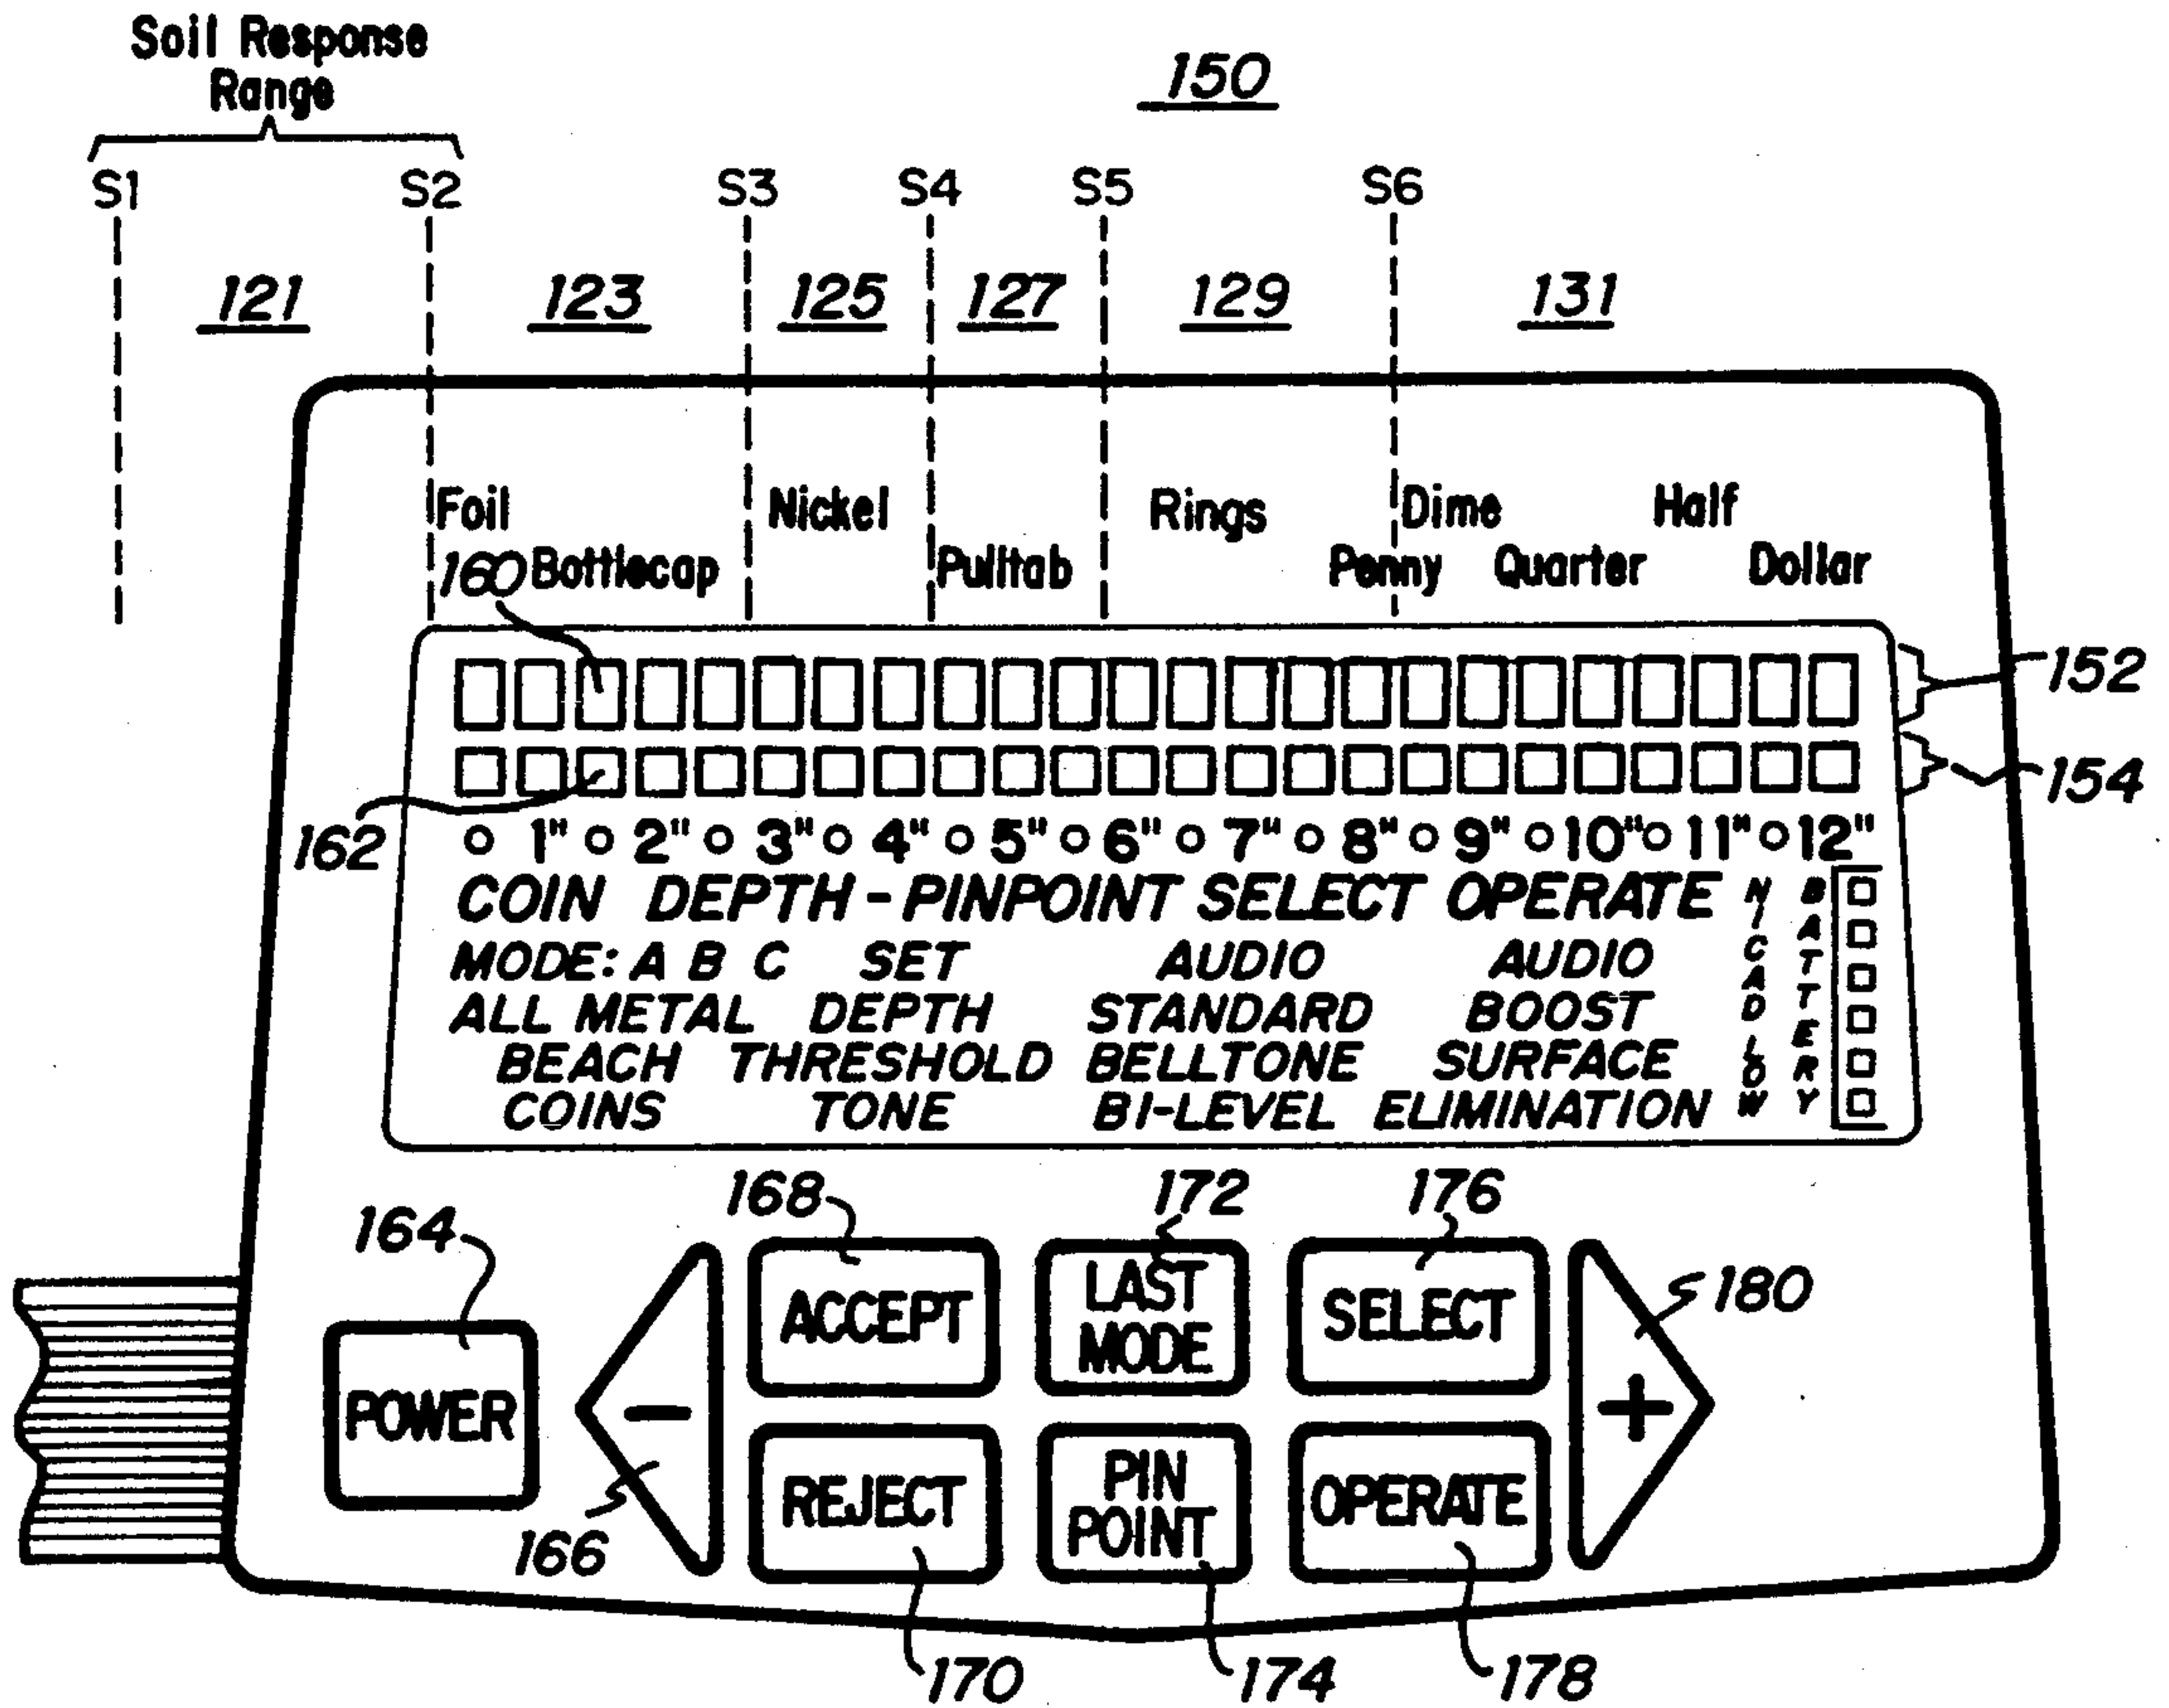 Soil Response
Range
150
S1 S2 S3 S4 S5 S6
121 123 125 127 129 131
Foil Nickel Rings Dime Half
160 Bottlecap Pulltab Penny Quarter Dollar
152
154
162
1" 2" 3" 4" 5" 6" 7" 8" 9" 10" 11" 12"
COIN DEPTH - PINPOINT SELECT OPERATE
MODE: A B C SET AUDIO AUDIO
ALL METAL DEPTH STANDARD BOOST
BEACH THRESHOLD BELLTONE SURFACE
COINS TONE BI-LEVEL ELIMINATION
NICAD LOW
BATTERY
164 168 172 176 180
POWER
-
ACCEPT
LAST
MODE
SELECT
+
REJECT
PIN
POINT
OPERATE
166
170 174 178